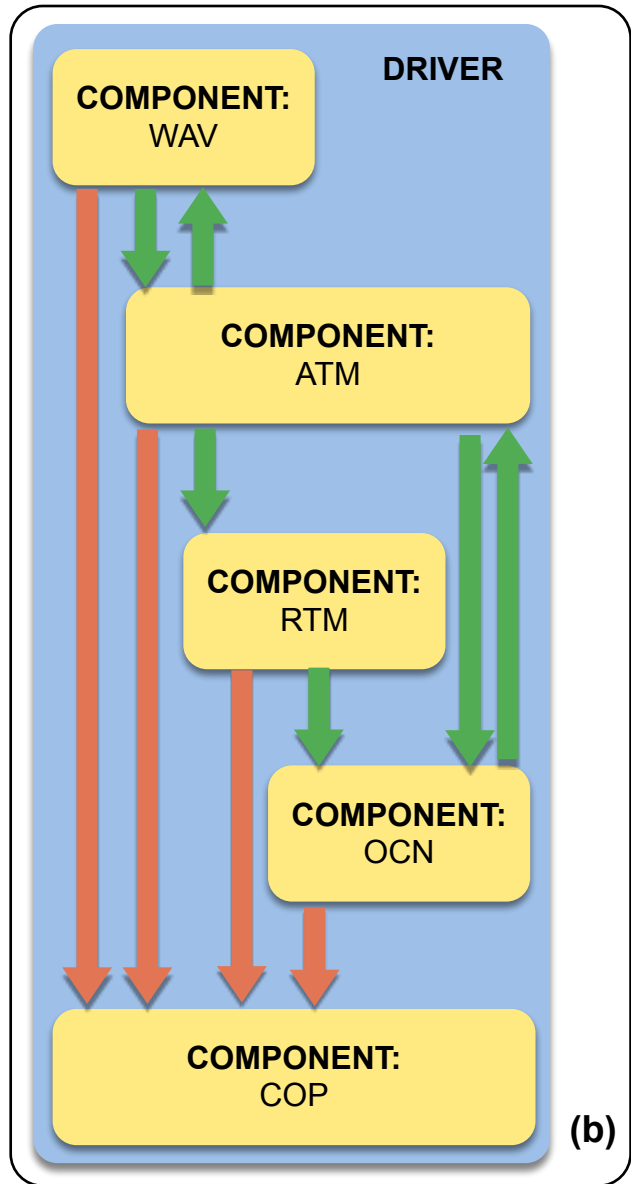 DRIVER
COMPONENT:
WAV
COMPONENT:
ATM
COMPONENT:
RTM
COMPONENT:
OCN
COMPONENT:
COP
(b)